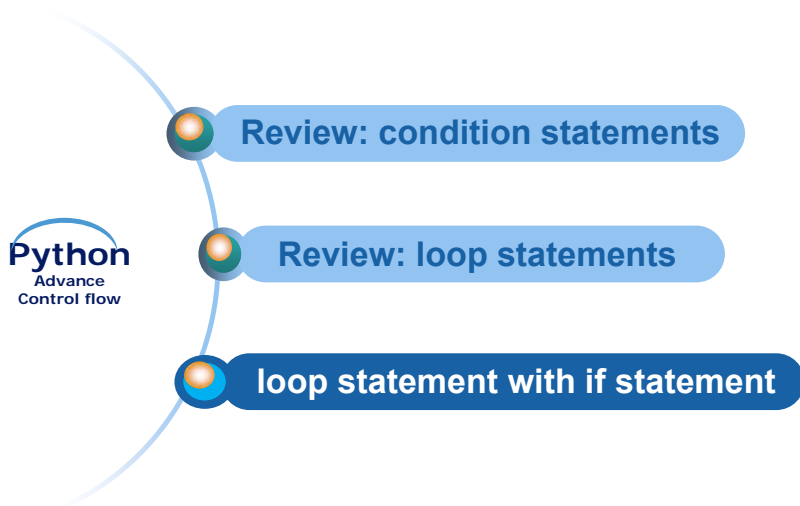 Review: condition statements
Review: loop statements
Python
Advance
Control flow
loop statement with if statement